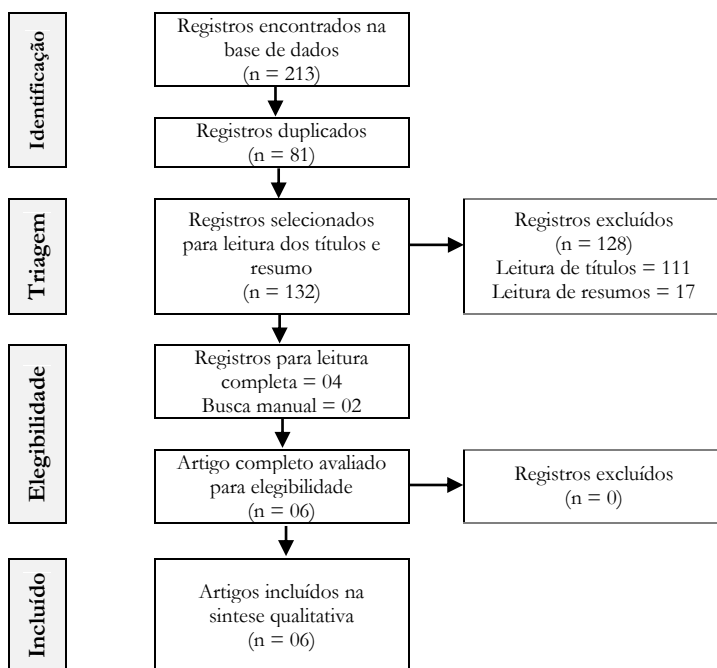 Identificação
Registros encontrados na
base de dados
(n = 213)
Registros duplicados
(n = 81)
Triagem
Registros selecionados
para leitura dos títulos e
resumo
(n = 132)
Registros excluídos
(n = 128)
Leitura de títulos = 111
Leitura de resumos = 17
Elegibilidade
Registros para leitura
completa = 04
Busca manual = 02
Artigo completo avaliado
para elegibilidade
(n = 06)
Registros excluídos
(n = 0)
Incluído
Artigos incluídos na
sintese qualitativa
(n = 06)